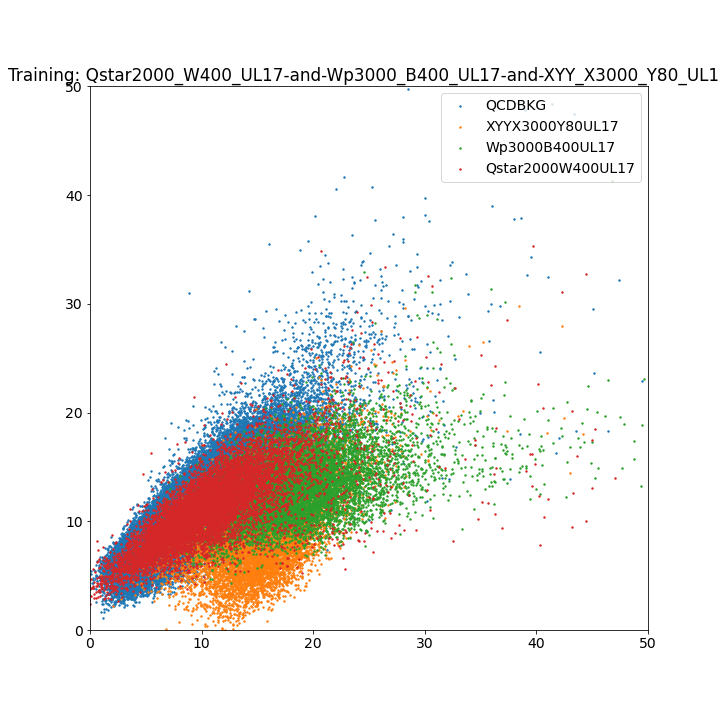 Training: Qstar2000_W400_UL17-and-Wp3000_B400_UL17-and-XYY_X3000_Y80_UL1
QCDBKG
XYYX3000Y80UL17
Wp3000B400UL17
Qstar2000W400UL17
50
40
30
20
10
0
0 10 20 30 40 50